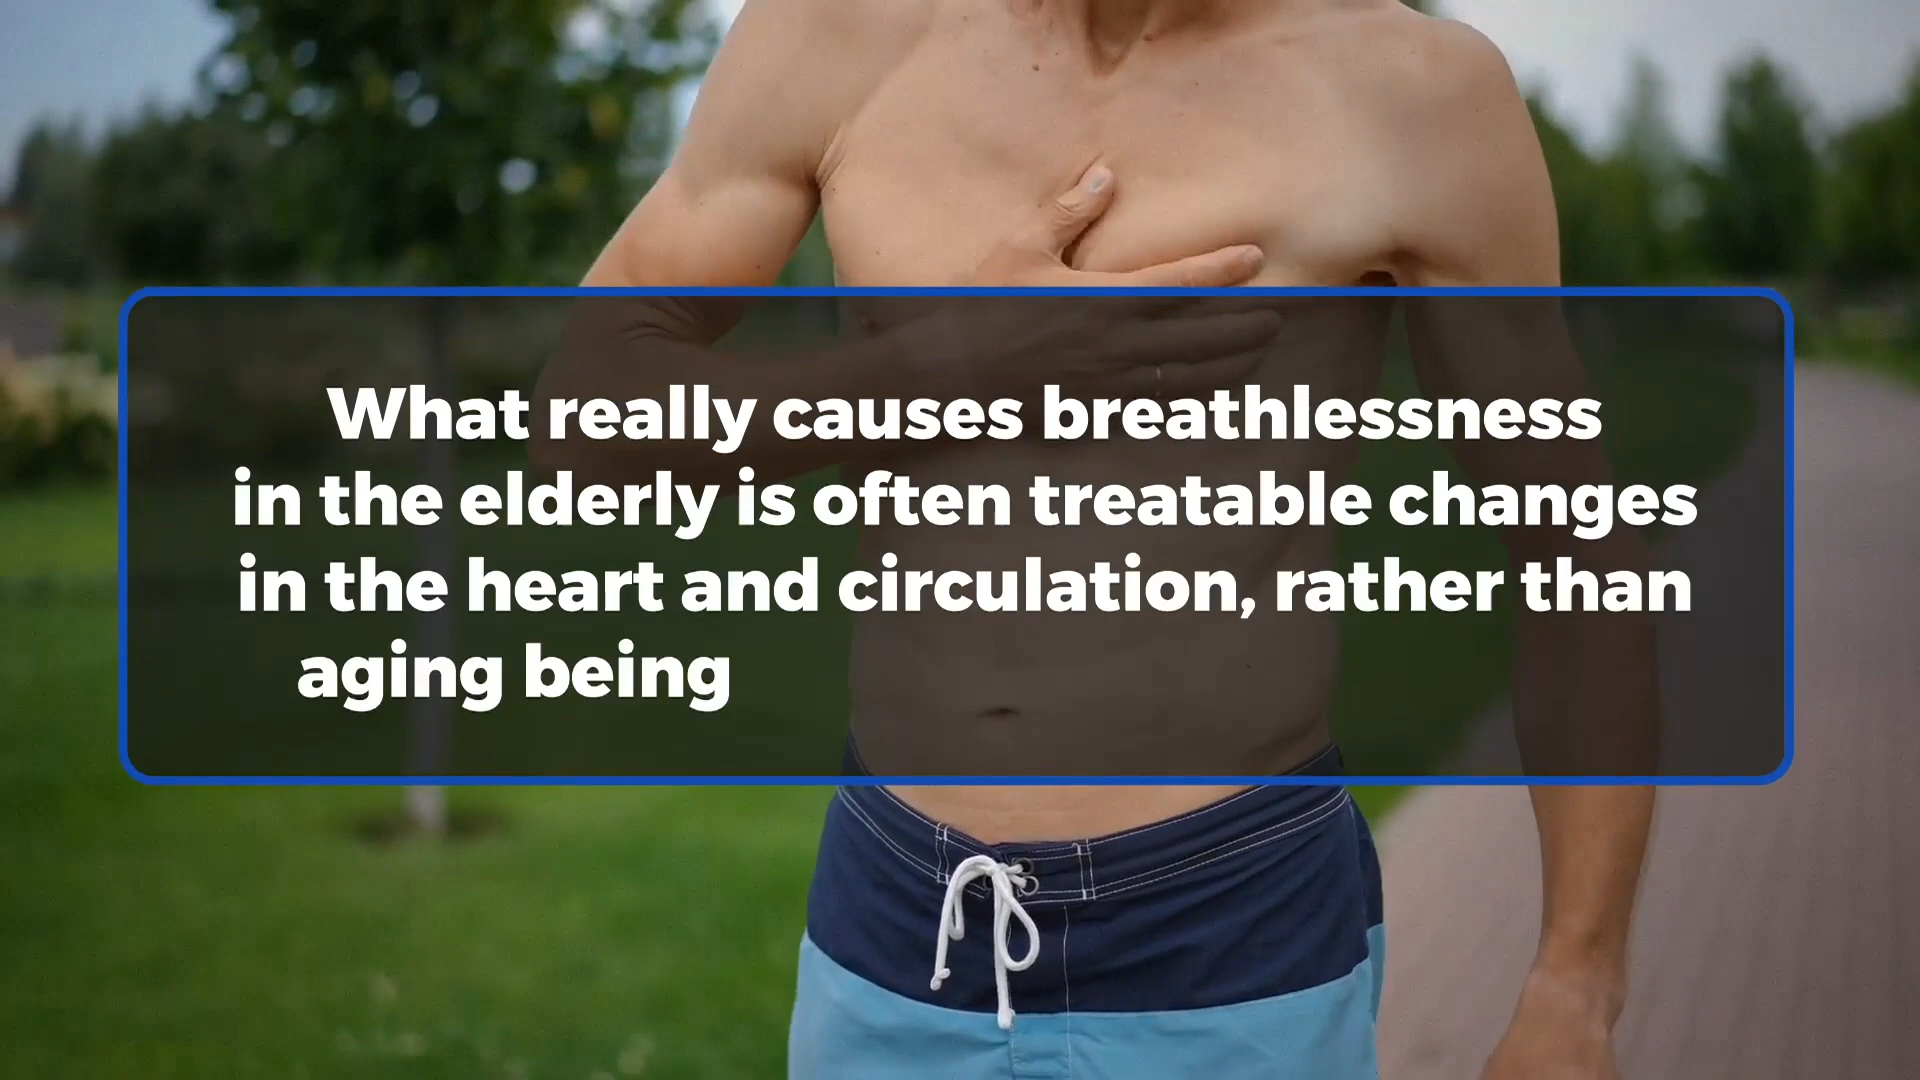 What really causes breathlessness
in the elderly is often treatable changes
in the heart and circulation, rather than
aging being